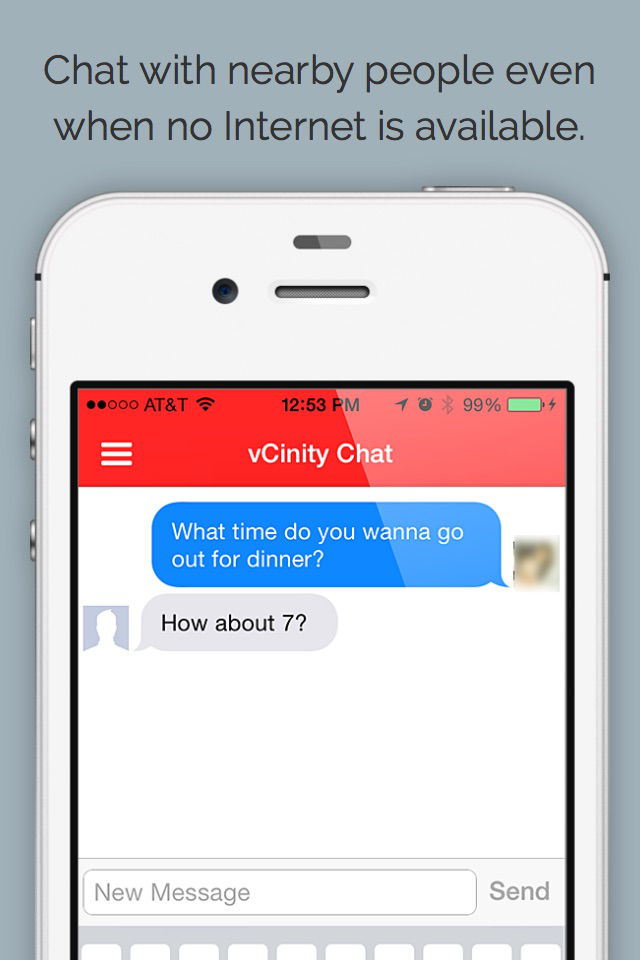 Chat with nearby people even
when no Internet is available.
AT&T 12:53 PM 99%
vCinity Chat
What time do you wanna go
out for dinner?
How about 7?
New Message Send